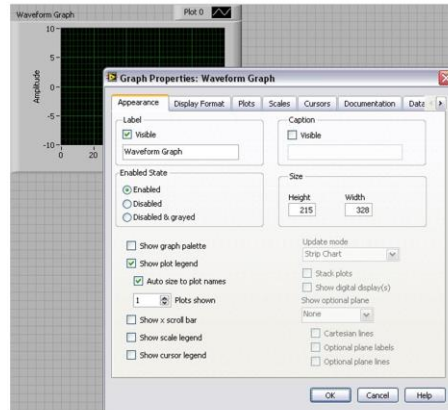 Waveform Graph
Plot 0
10
5
0
-5
-10
Amplitude
0
20
Graph Properties: Waveform Graph
Appearance
Display Format
Plots
Scales
Cursors
Documentation
Data
Label
Visible
Waveform Graph
Caption
Visible
Enabled State
Enabled
Disabled
Disabled & grayed
Size
Height
Width
215
328
Show graph palette
Show plot legend
Auto size to plot names
1
Plots shown
Show x scroll bar
Show scale legend
Show cursor legend
Update mode
Strip Chart
Stack plots
Show digital display(s)
Show optional plane
None
Cartesian lines
Optional plane labels
Optional plane lines
OK
Cancel
Help